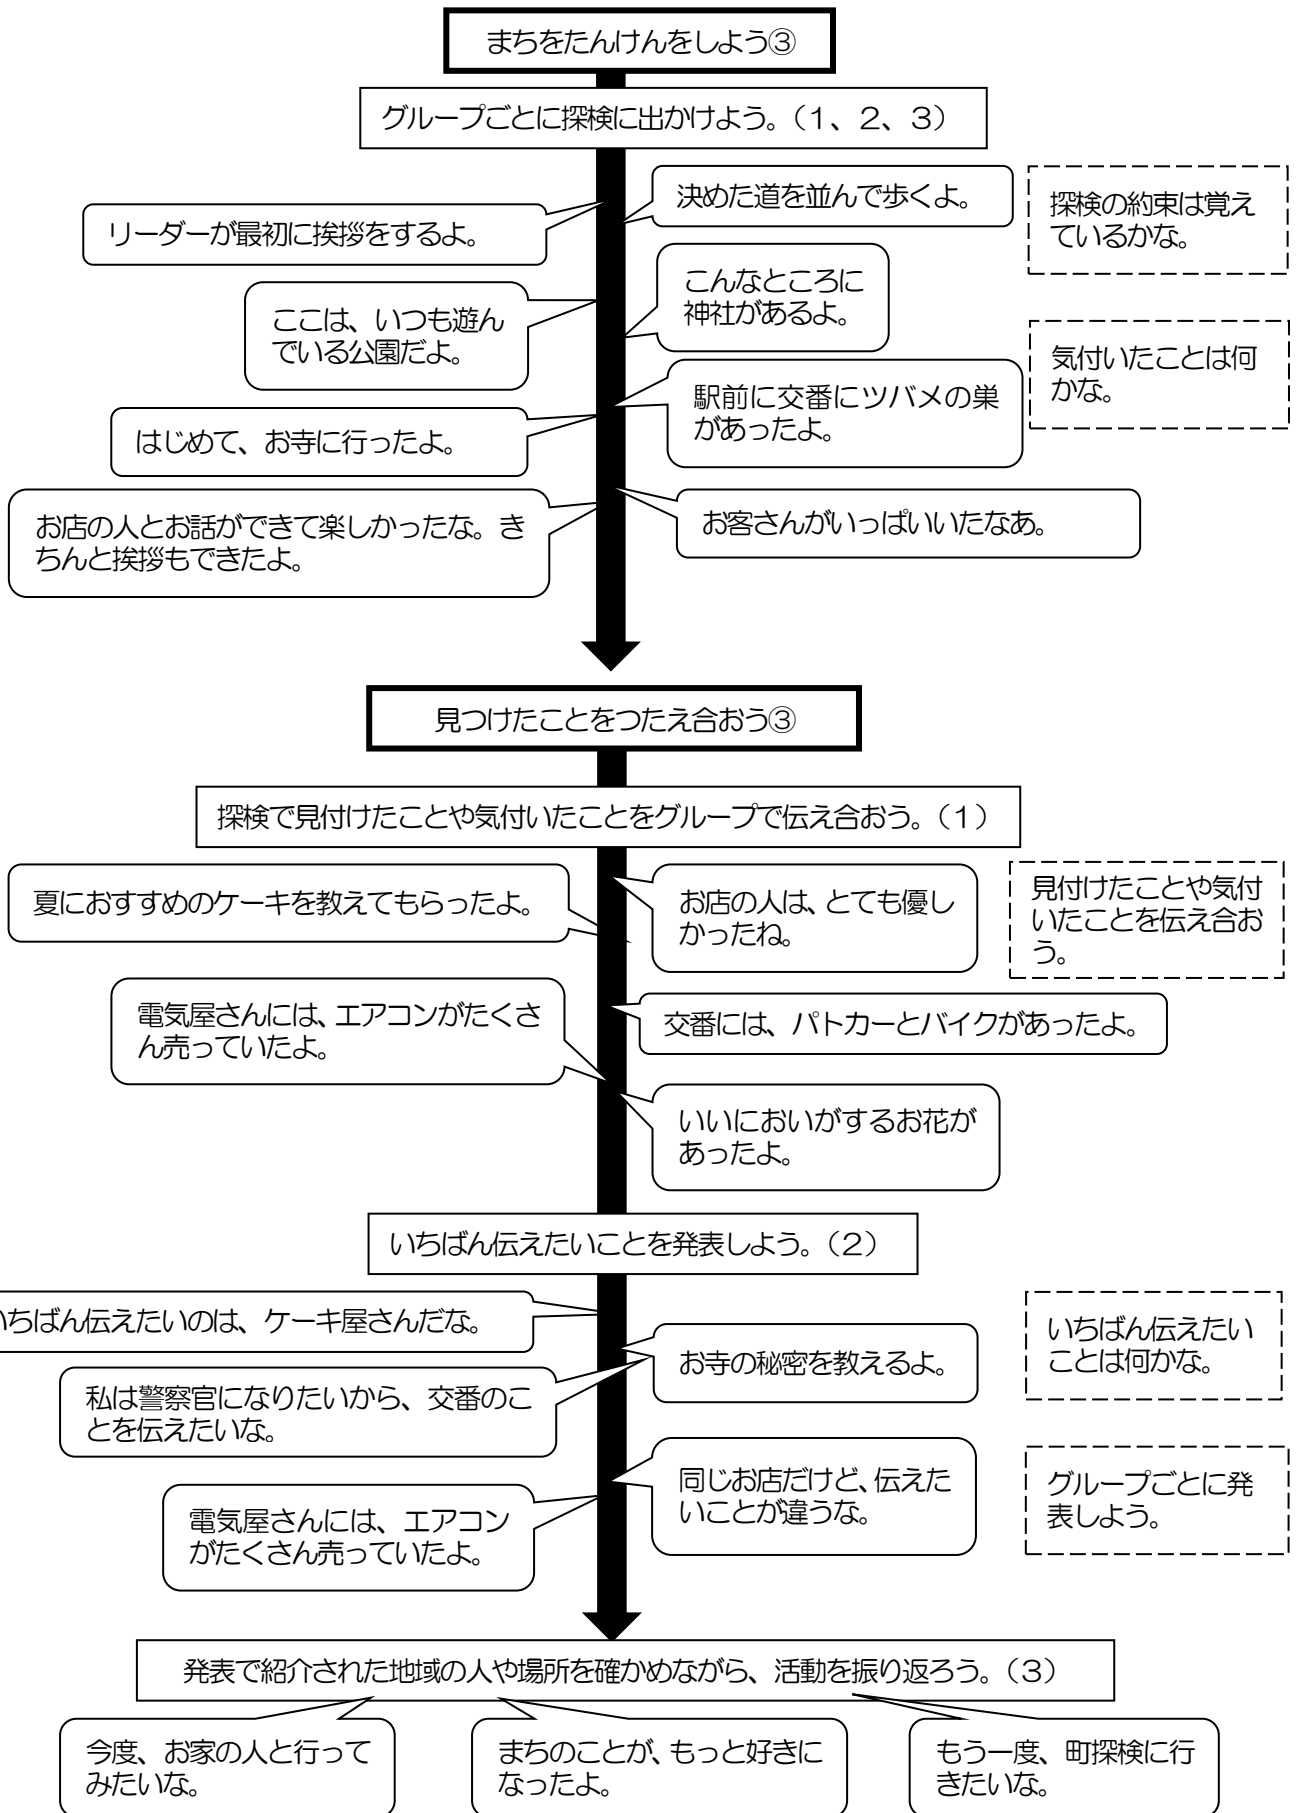 まちをたんけんをしよう③
グループごとに探検に出かけよう。（１、２、３）
決めた道を並んで歩くよ。
探検の約束は覚え
ているかな。
リーダーが最初に挨拶をするよ。
こんなところに
神社があるよ。
ここは、いつも遊ん
でいる公園だよ。
気付いたことは何
かな。
駅前に交番にツバメの巣
があったよ。
はじめて、お寺に行ったよ。
お店の人とお話ができて楽しかったな。き
ちんと挨拶もできたよ。
お客さんがいっぱいいたなあ。
見つけたことをつたえ合おう③
探検で見付けたことや気付いたことをグループで伝え合おう。（１）
夏におすすめのケーキを教えてもらったよ。
お店の人は、とても優し
かったね。
見付けたことや気付
いたことを伝え合お
う。
電気屋さんには、エアコンがたくさ
ん売っていたよ。
交番には、パトカーとバイクがあったよ。
いいにおいがするお花が
あったよ。
いちばん伝えたいことを発表しよう。（２）
いちばん伝えたいのは、ケーキ屋さんだな。
お寺の秘密を教えるよ。
いちばん伝えたい
ことは何かな。
私は警察官になりたいから、交番のこ
とを伝えたいな。
同じお店だけど、伝えた
いことが違うな。
グループごとに発
表しよう。
電気屋さんには、エアコン
がたくさん売っていたよ。
発表で紹介された地域の人や場所を確かめながら、活動を振り返ろう。（３）
今度、お家の人と行って
みたいな。
まちのことが、もっと好きに
なったよ。
もう一度、町探検に行
きたいな。